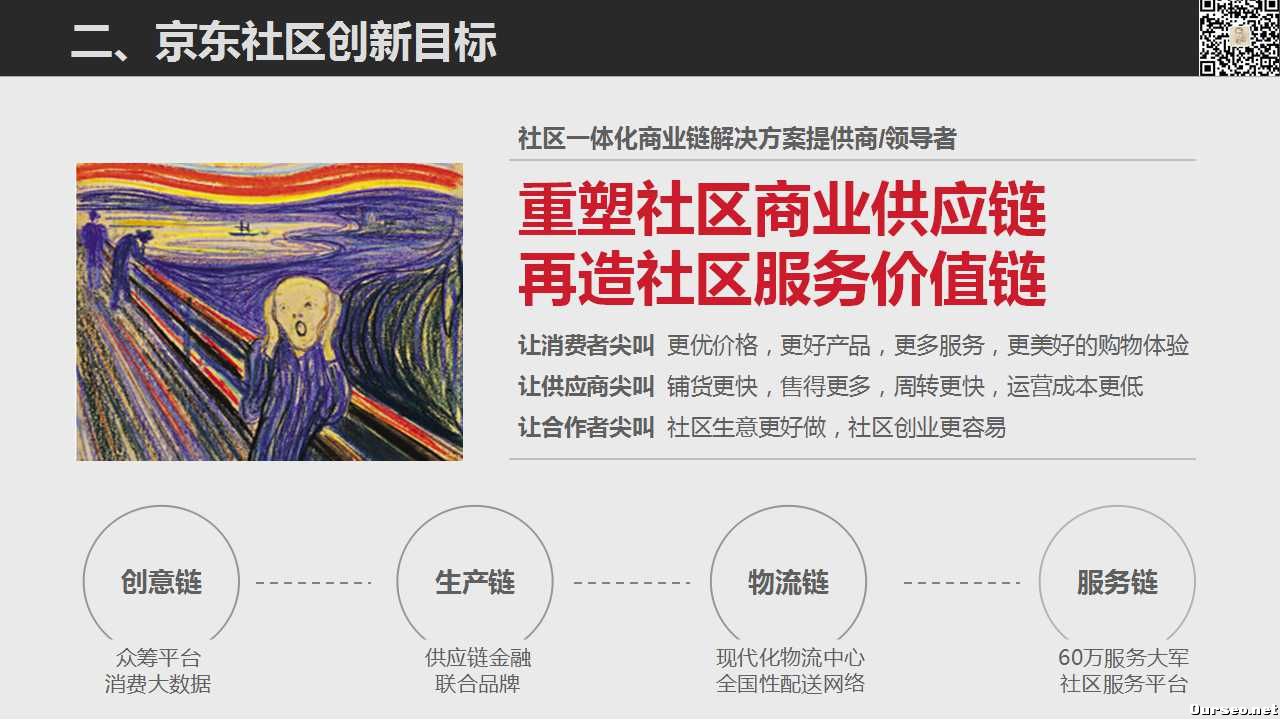 二、京东社区创新目标
社区一体化商业链解决方案提供商/领导者
重塑社区商业供应链
再造社区服务价值链
让消费者尖叫 更优价格，更好产品，更多服务，更美好的购物体验
让供应商尖叫 铺货更快，售得更多，周转更快，运营成本更低
让合作者尖叫 社区生意更好做，社区创业更容易
创意链
众筹平台
消费大数据
生产链
供应链金融
联合品牌
物流链
现代化物流中心
全国性配送网络
服务链
60万服务大军
社区服务平台
Ourseo.net